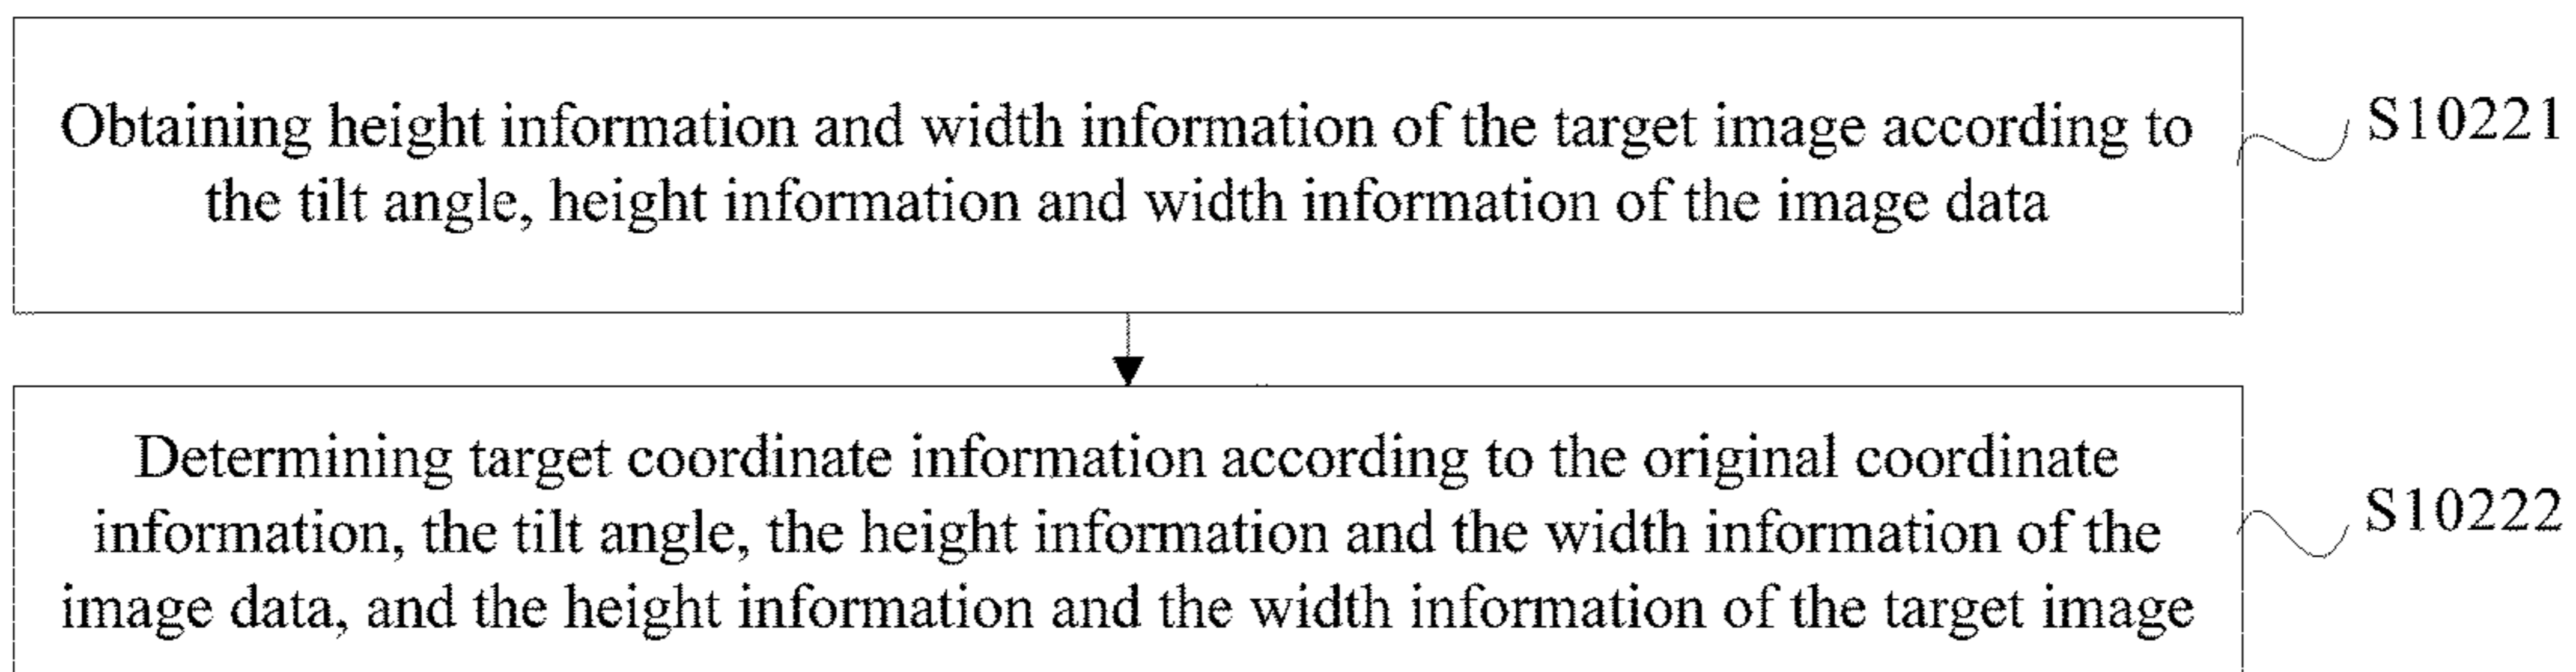 Obtaining height information and width information of the target image according to
the tilt angle, height information and width information of the image data
S10221
Determining target coordinate information according to the original coordinate
information, the tilt angle, the height information and the width information of the
image data, and the height information and the width information of the target image
S10222